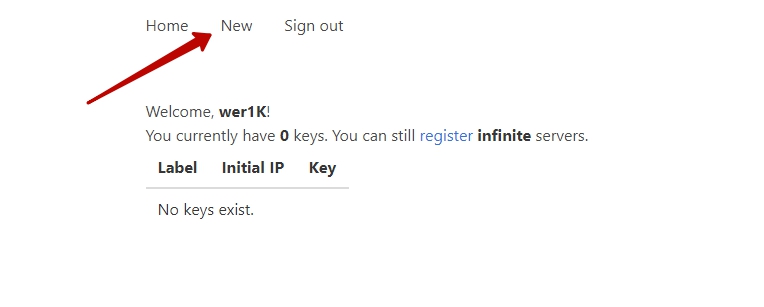 Home New Sign out
Welcome, wer1K!
You currently have 0 keys. You can still register infinite servers.
Label Initial IP Key
No keys exist.